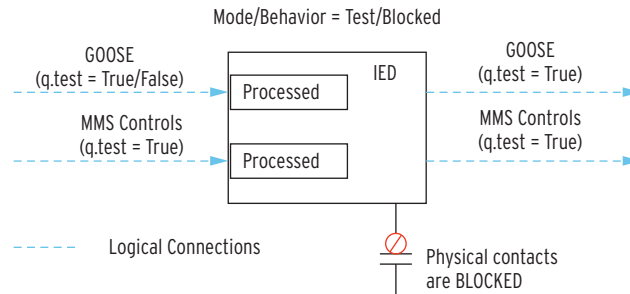 Mode/Behavior = Test/Blocked
GOOSE
(q.test = True/False)
IED
GOOSE
(q.test = True)
Processed
MMS Controls
(q.test = True)
MMS Controls
(q.test = True)
Processed
Logical Connections
Physical contacts
are BLOCKED